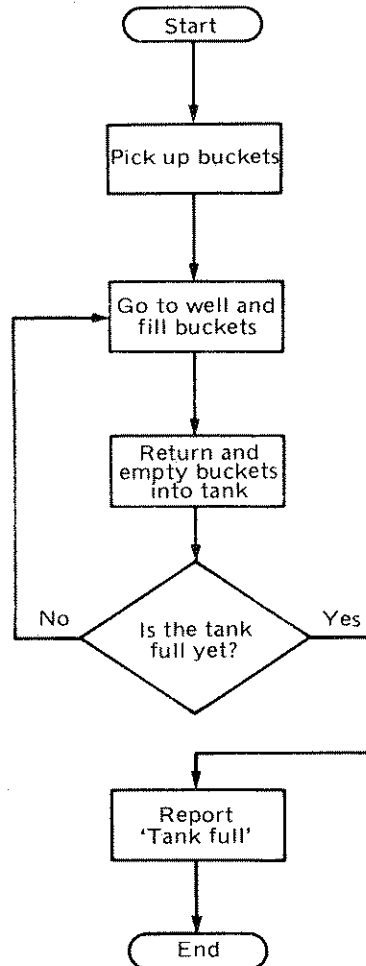 Start
Pick up buckets
Go to well and
fill buckets
Return and
empty buckets
into tank
Is the tank
full yet?
No
Yes
Report
‘Tank full’
End